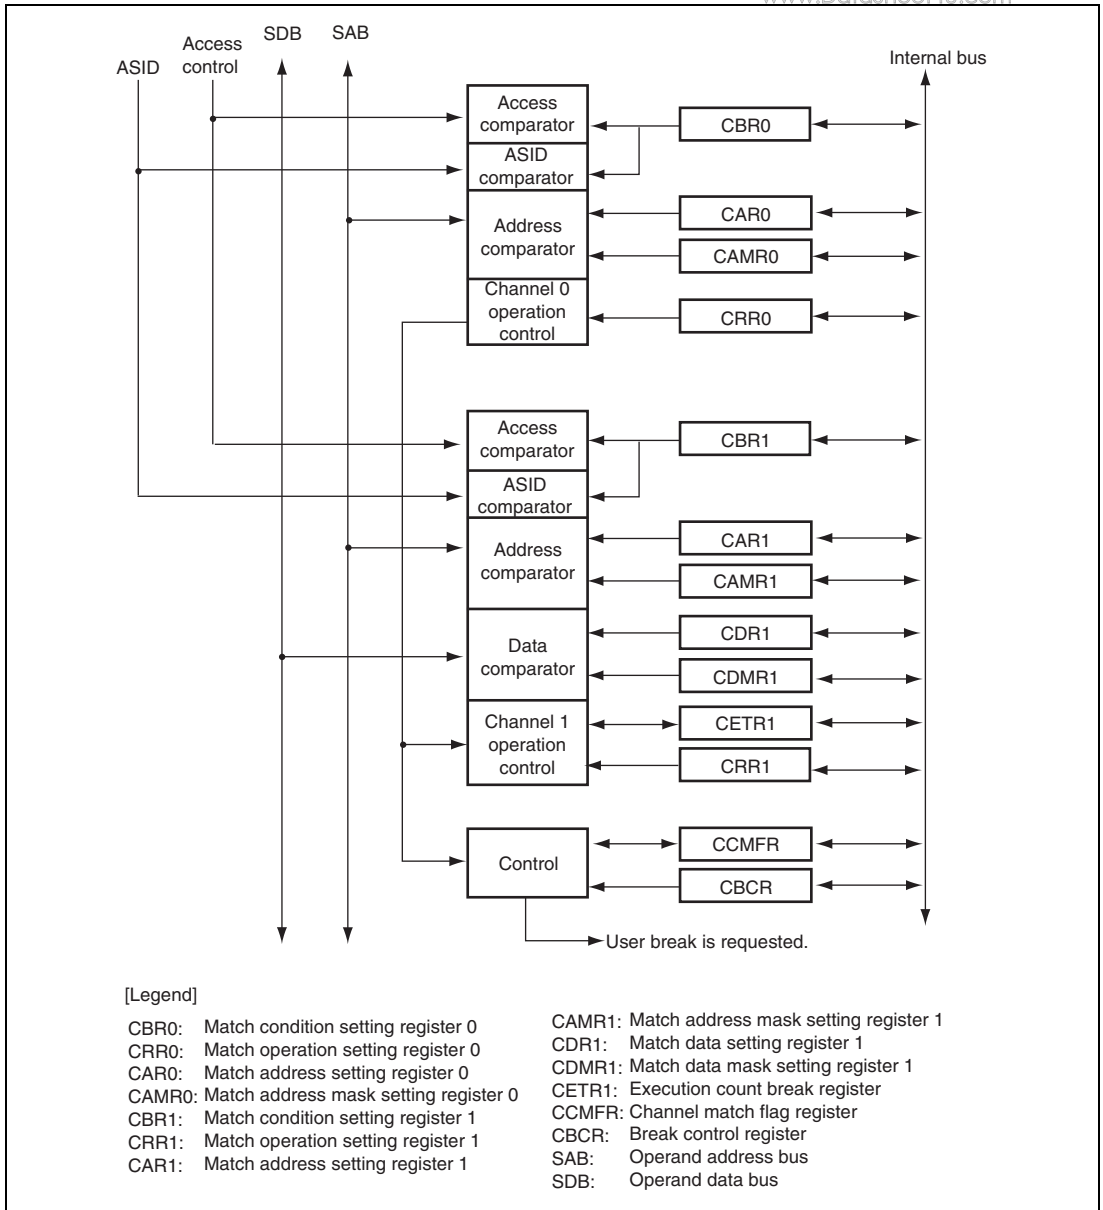 SDB
SAB
Access
control
ASID
Internal bus
Access
comparator
CBR0
ASID
comparator
CAR0
Address
comparator
CAMR0
Channel 0
operation
control
CRR0
Access
comparator
CBR1
ASID
comparator
CAR1
Address
comparator
CAMR1
CDR1
Data
comparator
CDMR1
Channel 1
operation
control
CETR1
CRR1
CCMFR
Control
CBCR
User break is requested.
[Legend]
CBR0: Match condition setting register 0
CRR0: Match operation setting register 0
CAR0: Match address setting register 0
CAMR0: Match address mask setting register 0
CBR1: Match condition setting register 1
CRR1: Match operation setting register 1
CAR1: Match address setting register 1
CAMR1: Match address mask setting register 1
CDR1: Match data setting register 1
CDMR1: Match data mask setting register 1
CETR1: Execution count break register
CCMFR: Channel match flag register
CBCR: Break control register
SAB: Operand address bus
SDB: Operand data bus